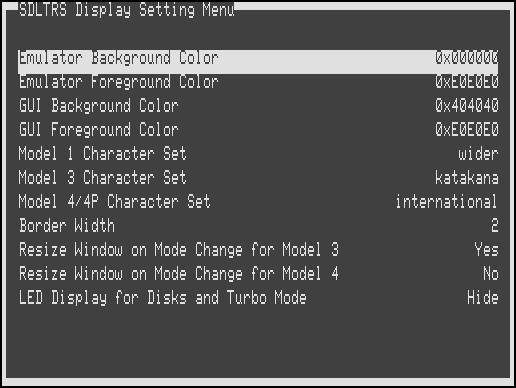 SDLTRS Display Setting Menu
Emulator Background Color 0x000000
Emulator Foreground Color 0xE0E0E0
GUI Background Color 0x404040
GUI Foreground Color 0xE0E0E0
Model 1 Character Set wider
Model 3 Character Set katakana
Model 4/4P Character Set international
Border Width 2
Resize Window on Mode Change for Model 3 Yes
Resize Window on Mode Change for Model 4 No
LED Display for Disks and Turbo Mode Hide